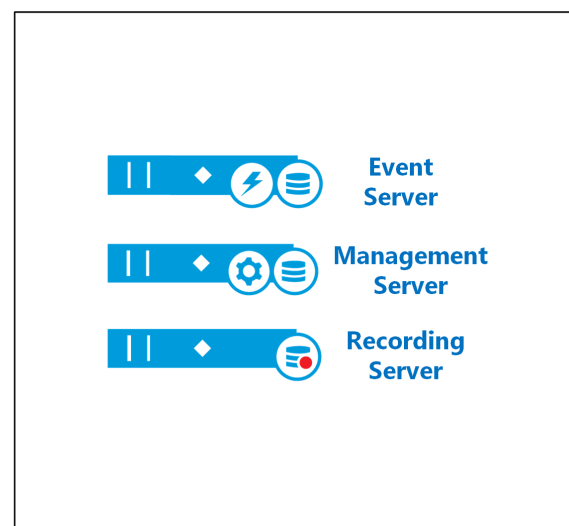 Event
Server
Management
Server
Recording
Server